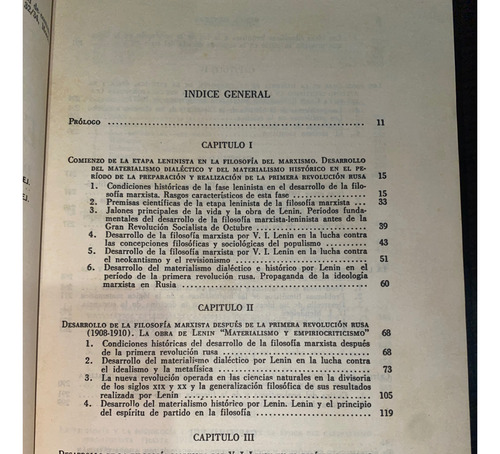 INDICE GENERAL
PRÓLOGO ........ 11
CAPITULO I
COMIENZO DE LA ETAPA LENINISTA EN LA FILOSOFÍA DEL MARXISMO. DESARROLLO
DEL MATERIALISMO DIALÉCTICO Y DEL MATERIALISMO HISTÓRICO EN EL PE-
RÍODO DE LA PREPARACIÓN Y REALIZACIÓN DE LA PRIMERA REVOLUCIÓN RUSA 15
1. Condiciones históricas de la fase leninista en el desarrollo de la filo-
sofía marxista. Rasgos característicos de esta fase ........ 15
2. Premisas científicas de la etapa leninista de la filosofía marxista .. 33
3. Jalones principales de la vida y la obra de Lenin. Períodos funda-
mentales del desarrollo de la filosofía marxista-leninista antes de la
Gran Revolución Socialista de Octubre ........ 39
4. Desarrollo de la filosofía marxista por V. I. Lenin en la lucha contra
las concepciones filosóficas y sociológicas del populismo ........ 43
5. Desarrollo de la filosofía marxista por V. I. Lenin en la lucha contra
el neokantismo y el revisionismo ........ 51
6. Desarrollo del materialismo dialéctico e histórico por Lenin en el
período de la primera revolución rusa. Propaganda de la ideología
marxista en Rusia ........ 60
CAPITULO II
DESARROLLO DE LA FILOSOFÍA MARXISTA DESPUÉS DE LA PRIMERA REVOLUCIÓN RUSA
(1908-1910). LA OBRA DE LENIN "MATERIALISMO Y EMPIRIOCRITICISMO" 68
1. Condiciones históricas del desarrollo de la filosofía marxista después
de la primera revolución rusa ........ 68
2. Desarrollo del materialismo dialéctico por Lenin en la lucha contra
el idealismo y la metafísica ........ 73
3. La nueva revolución operada en las ciencias naturales en la divisoria
de los siglos XIX y XX y la generalización filosófica de sus resultados
realizada por Lenin ........ 105
4. Desarrollo del materialismo histórico por Lenin. Lenin y el principio
del espíritu de partido en la filosofía ........ 119
CAPITULO III